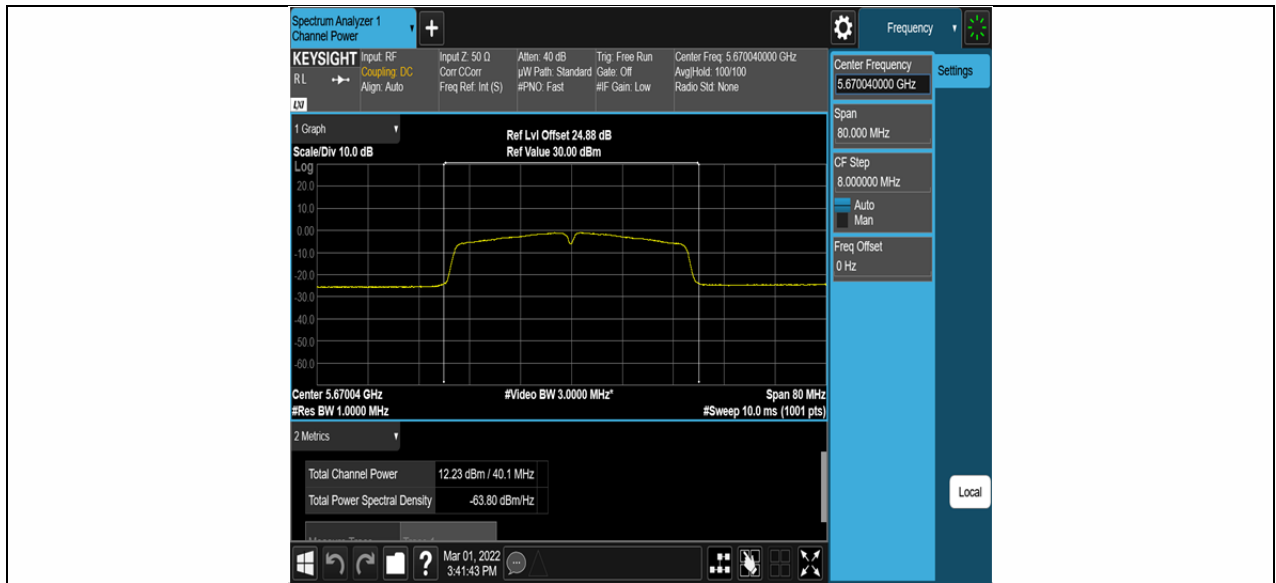 Spectrum Analyzer 1
Channel Power
Frequency
KEYSIGHT
RL
LXI
Input: RF
Coupling: DC
Align: Auto
Input Z: 50 Ω
Corr CCorr
Freq Ref: Int (S)
Atten: 40 dB
µW Path: Standard
#PNO: Fast
Trig: Free Run
Gate: Off
#IF Gain: Low
Center Freq: 5.670040000 GHz
Avg|Hold: 100/100
Radio Std: None
Center Frequency
5.670040000 GHz
Settings
Span
80.000 MHz
CF Step
8.000000 MHz
Auto
Man
Freq Offset
0 Hz
1 Graph
Scale/Div 10.0 dB
Ref Lvl Offset 24.88 dB
Ref Value 30.00 dBm
Log
20.0
10.0
0.00
-10.0
-20.0
-30.0
-40.0
-50.0
-60.0
Center 5.67004 GHz
#Video BW 3.0000 MHz*
Span 80 MHz
#Res BW 1.0000 MHz
#Sweep 10.0 ms (1001 pts)
2 Metrics
Total Channel Power
12.23 dBm / 40.1 MHz
Total Power Spectral Density
-63.80 dBm/Hz
Local
?
Mar 01, 2022
3:41:43 PM